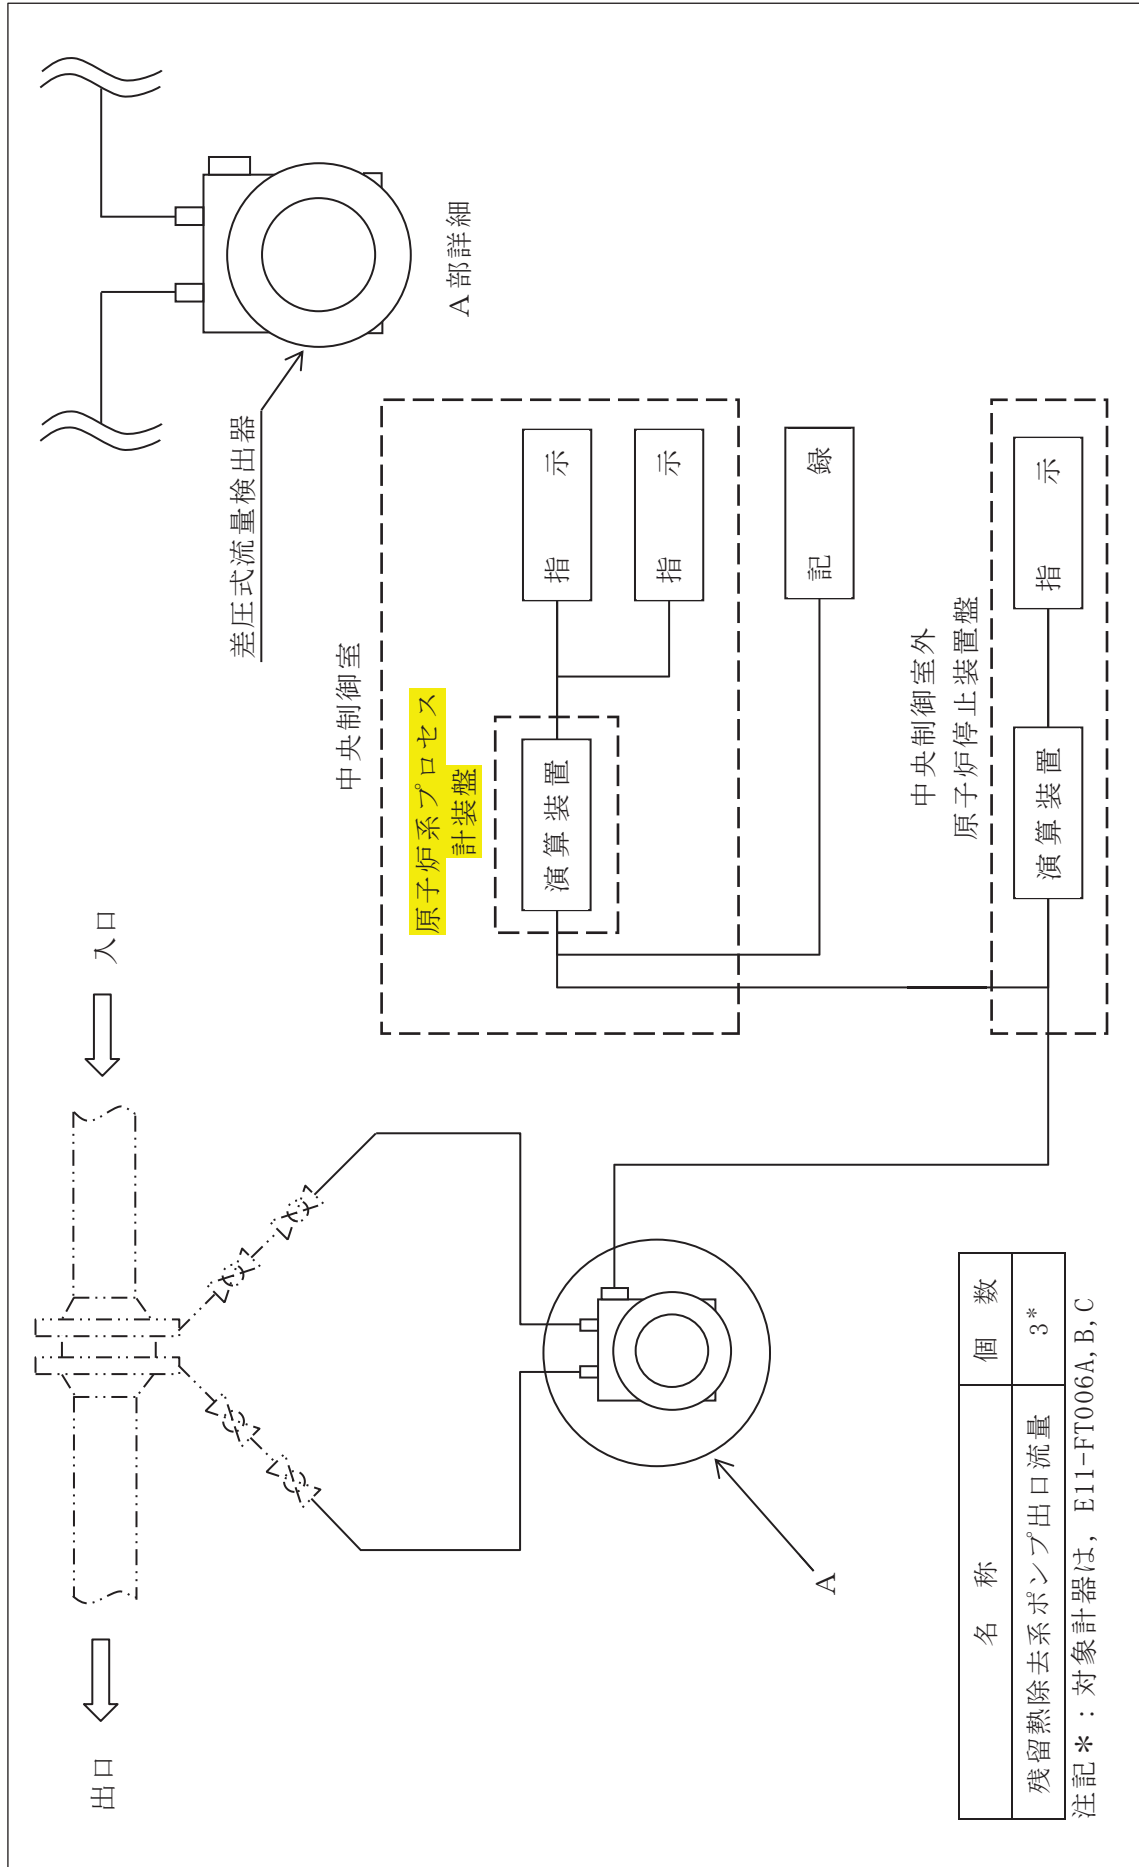 出口
入口
差圧式流量検出器
A部詳細
A
中央制御室
原子炉系プロセス
計装盤
演算装置
指示
指示
記録
中央制御室外
原子炉停止装置盤
演算装置
指示
名称 個数
残留熱除去系ポンプ出口流量 3*
注記*：対象計器は，E11-FT006A,B,C